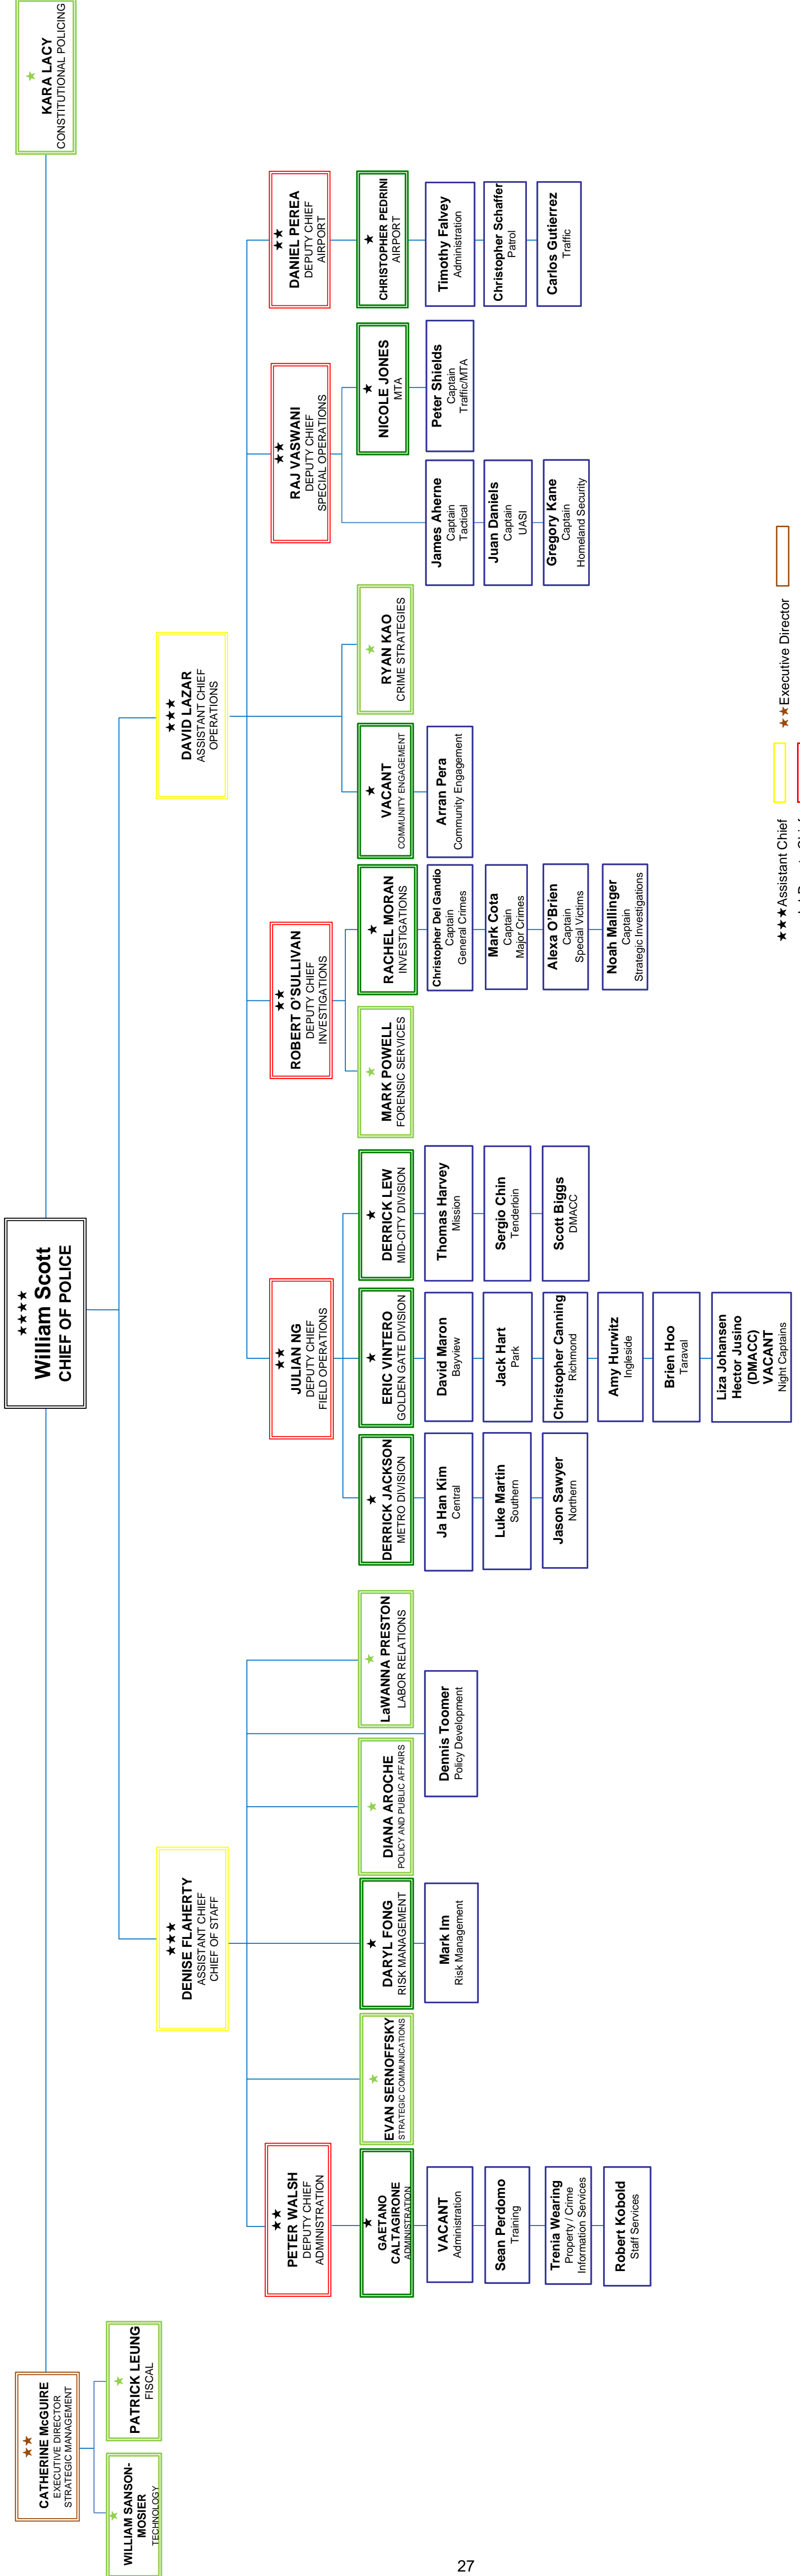 ★★★★
William Scott
CHIEF OF POLICE
★★
CATHERINE McGUIRE
EXECUTIVE DIRECTOR
STRATEGIC MANAGEMENT
★
KARA LACY
CONSTITUTIONAL POLICING
★
WILLIAM SANSON-
MOSIER
TECHNOLOGY
★
PATRICK LEUNG
FISCAL
★★★
DENISE FLAHERTY
ASSISTANT CHIEF
CHIEF OF STAFF
★★★
DAVID LAZAR
ASSISTANT CHIEF
OPERATIONS
★★
PETER WALSH
DEPUTY CHIEF
ADMINISTRATION
★★
JULIAN NG
DEPUTY CHIEF
FIELD OPERATIONS
★★
ROBERT O’SULLIVAN
DEPUTY CHIEF
INVESTIGATIONS
★★
RAJ VASWANI
DEPUTY CHIEF
SPECIAL OPERATIONS
★★
DANIEL PEREA
DEPUTY CHIEF
AIRPORT
★
GAETANO
CALTAGIRONE
ADMINISTRATION
★
EVAN SERNOFFSKY
STRATEGIC COMMUNICATIONS
★
DARYL FONG
RISK MANAGEMENT
★
DIANA AROCHE
POLICY AND PUBLIC AFFAIRS
★
LaWANNA PRESTON
LABOR RELATIONS
★
DERRICK JACKSON
METRO DIVISION
★
ERIC VINTERO
GOLDEN GATE DIVISION
★
DERRICK LEW
MID-CITY DIVISION
★
MARK POWELL
FORENSIC SERVICES
★
RACHEL MORAN
INVESTIGATIONS
★
VACANT
COMMUNITY ENGAGEMENT
★
RYAN KAO
CRIME STRATEGIES
★
NICOLE JONES
MTA
★
CHRISTOPHER PEDRINI
AIRPORT
VACANT
Administration
Sean Perdomo
Training
Trenia Wearing
Property / Crime
Information Services
Robert Kobold
Staff Services
Mark Im
Risk Management
Dennis Toomer
Policy Development
Ja Han Kim
Central
Luke Martin
Southern
Jason Sawyer
Northern
David Maron
Bayview
Jack Hart
Park
Christopher Canning
Richmond
Amy Hurwitz
Ingleside
Brien Hoo
Taraval
Liza Johansen
Hector Jusino
(DMACC)
VACANT
Night Captains
Thomas Harvey
Mission
Sergio Chin
Tenderloin
Scott Biggs
DMACC
Christopher Del Gandio
Captain
General Crimes
Mark Cota
Captain
Major Crimes
Alexa O’Brien
Captain
Special Victims
Noah Mallinger
Captain
Strategic Investigations
Arran Pera
Community Engagement
James Aherne
Captain
Tactical
Juan Daniels
Captain
UASI
Gregory Kane
Captain
Homeland Security
Peter Shields
Captain
Traffic/MTA
Timothy Falvey
Administration
Christopher Schaffer
Patrol
Carlos Gutierrez
Traffic
★★★Assistant Chief
★★Executive Director
27